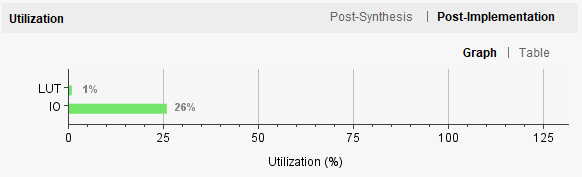 Utilization Post-Synthesis | Post-Implementation
Graph | Table
LUT 1%
IO 26%
0 25 50 75 100 125
Utilization (%)